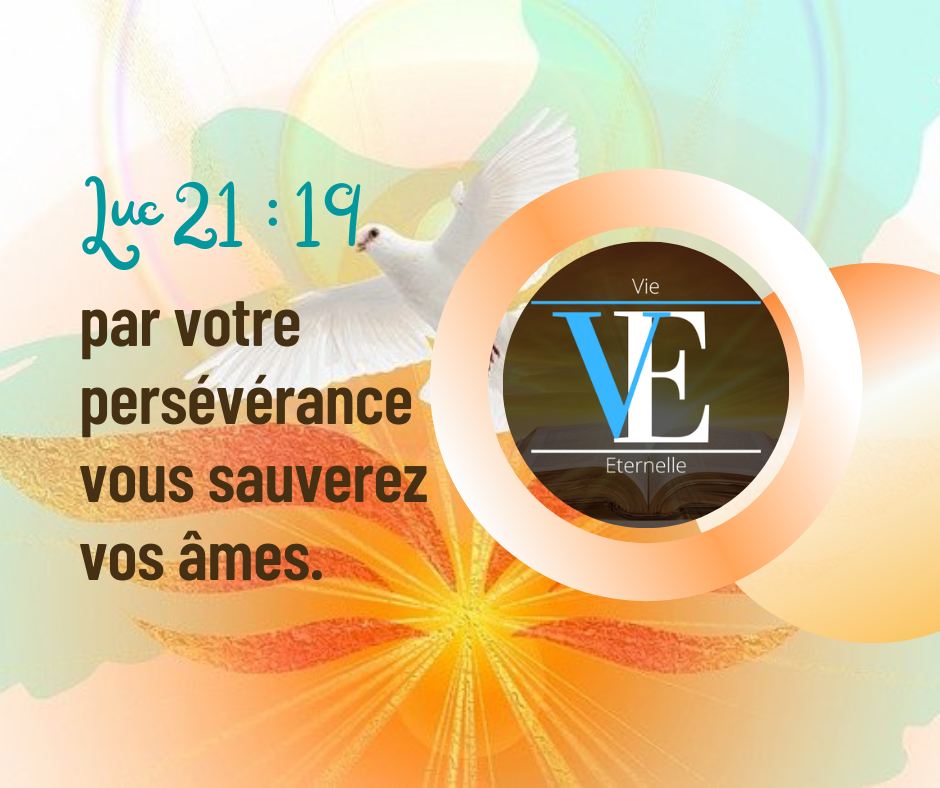 Luc 21 : 19
par votre
persévérance
vous sauverez
vos âmes.
Vie
VE
Eternelle